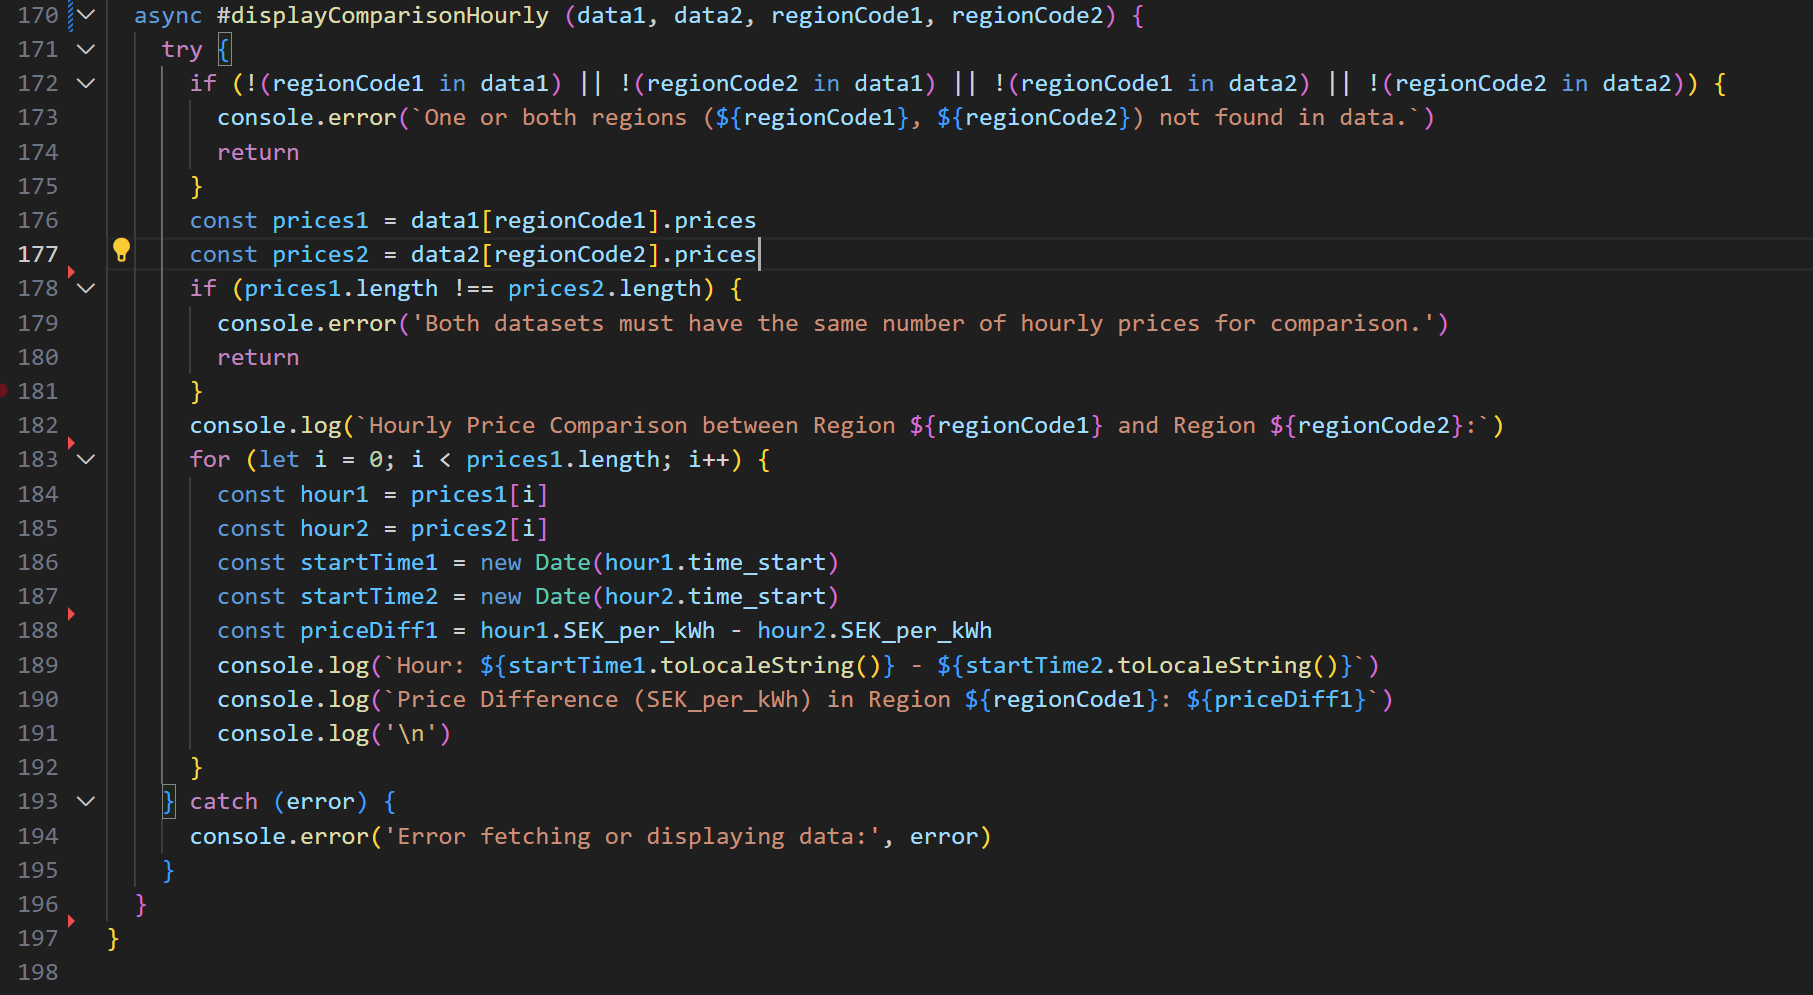 170 async #displayComparisonHourly (data1, data2, regionCode1, regionCode2) {
171 try {
172 if (!(regionCode1 in data1) || !(regionCode2 in data1) || !(regionCode1 in data2) || !(regionCode2 in data2)) {
173 console.error(`One or both regions (${regionCode1}, ${regionCode2}) not found in data.`)
174 return
175 }
176 const prices1 = data1[regionCode1].prices
177 const prices2 = data2[regionCode2].prices
178 if (prices1.length !== prices2.length) {
179 console.error('Both datasets must have the same number of hourly prices for comparison.')
180 return
181 }
182 console.log(`Hourly Price Comparison between Region ${regionCode1} and Region ${regionCode2}:`)
183 for (let i = 0; i < prices1.length; i++) {
184 const hour1 = prices1[i]
185 const hour2 = prices2[i]
186 const startTime1 = new Date(hour1.time_start)
187 const startTime2 = new Date(hour2.time_start)
188 const priceDiff1 = hour1.SEK_per_kWh - hour2.SEK_per_kWh
189 console.log(`Hour: ${startTime1.toLocaleString()} - ${startTime2.toLocaleString()}`)
190 console.log(`Price Difference (SEK_per_kWh) in Region ${regionCode1}: ${priceDiff1}`)
191 console.log('\n')
192 }
193 } catch (error) {
194 console.error('Error fetching or displaying data:', error)
195 }
196 }
197 }
198